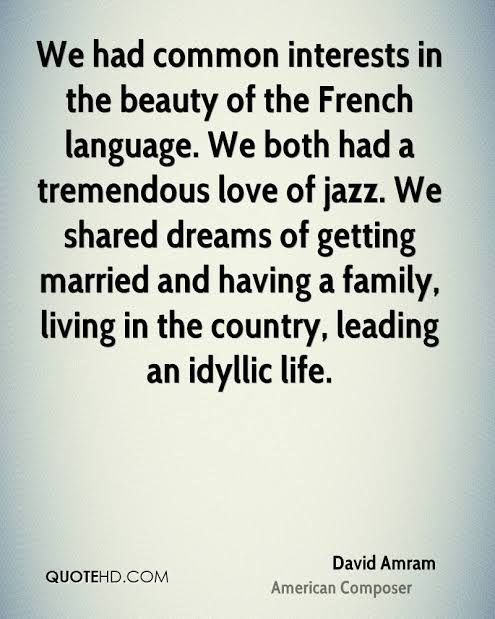 We had common interests in
the beauty of the French
language. We both had a
tremendous love of jazz. We
shared dreams of getting
married and having a family,
living in the country, leading
an idyllic life.
David Amram
American Composer
QUOTEHD.COM